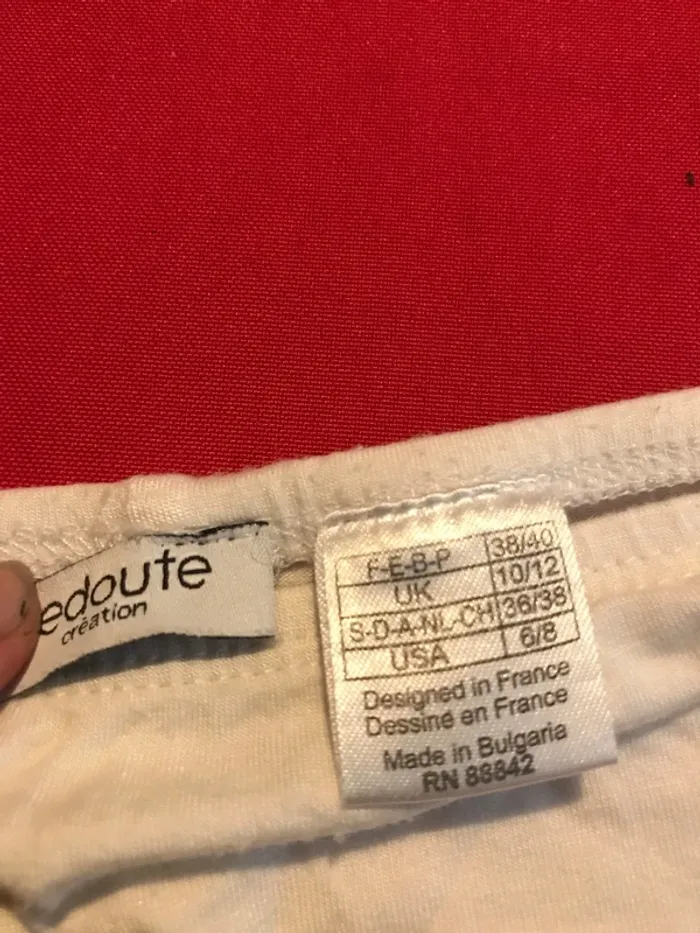 edoute
création
F-E-B-P 38/40
UK 10/12
S-D-A-NL-CH 36/38
USA 6/8
Designed in France
Dessiné en France
Made in Bulgaria
RN 88842